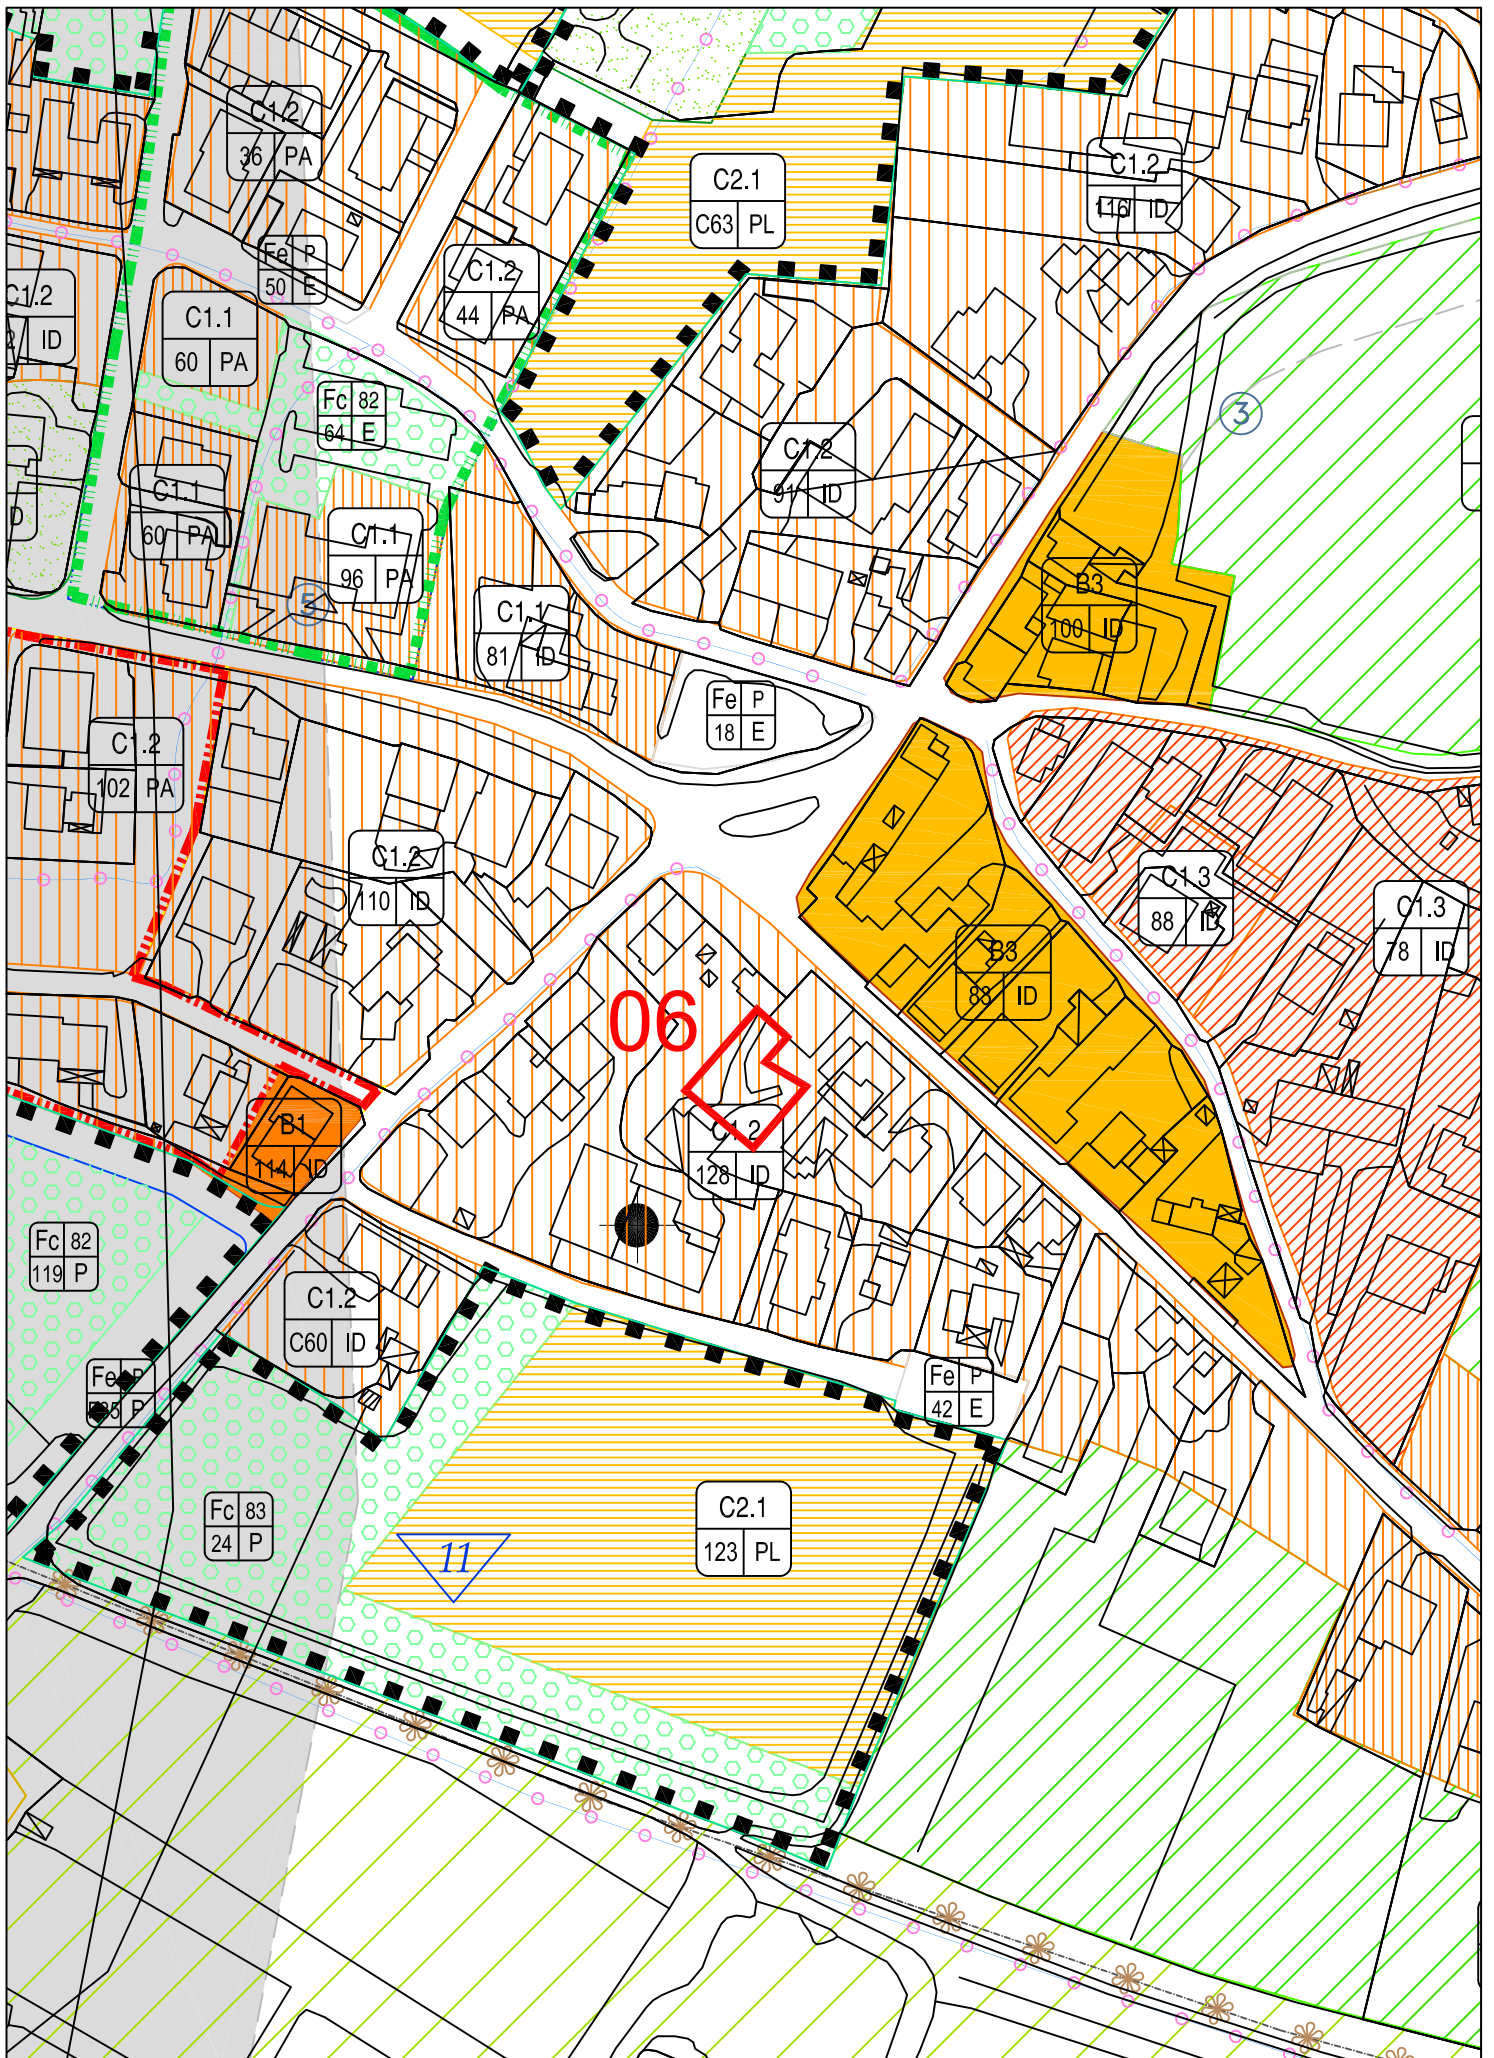 C1.2
36 PA
C2.1
C63 PL
C1.2
116 ID
Fe P
50 E
C1.2
44 PA
C1.2
ID
C1.1
60 PA
Fc 82
64 E
3
C1.2
91 ID
C1.1
60 PA
D
C1.1
96 PA
5
B3
100 ID
C1.1
81 ID
Fe P
18 E
C1.2
102 PA
C1.2
110 ID
C1.3
88 ID
C1.3
78 ID
B3
83 ID
06
B1
114 ID
C1.2
128 ID
Fc 82
119 P
C1.2
C60 ID
Fe P
P
Fe P
42 E
Fc 83
24 P
C2.1
123 PL
11